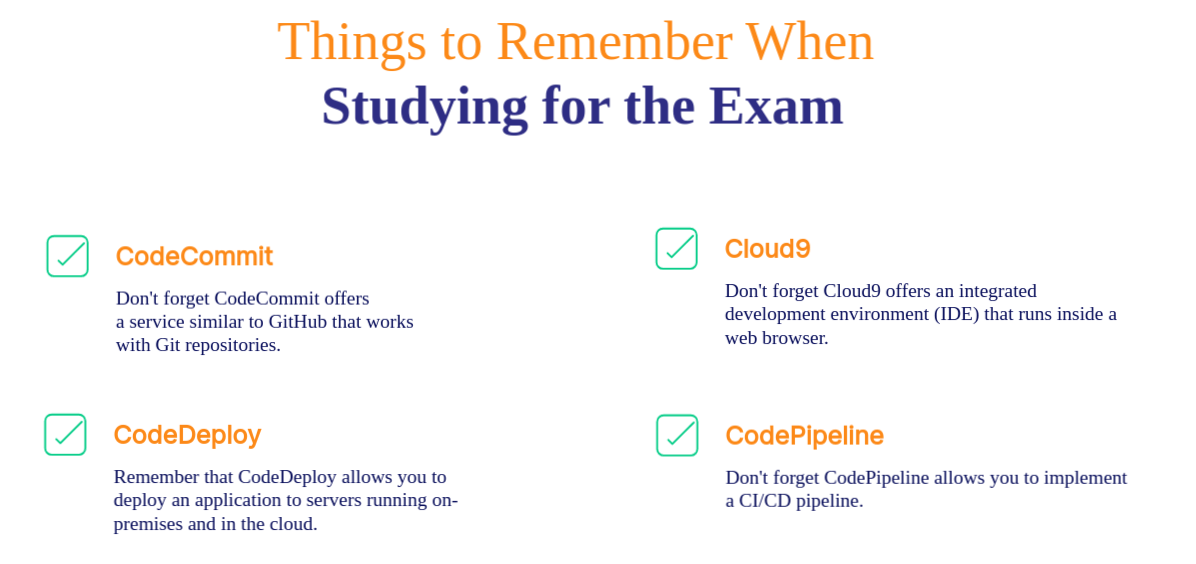 Things to Remember When
Studying for the Exam
CodeCommit
Don't forget CodeCommit offers
a service similar to GitHub that works
with Git repositories.
Cloud9
Don't forget Cloud9 offers an integrated
development environment (IDE) that runs inside a
web browser.
CodeDeploy
Remember that CodeDeploy allows you to
deploy an application to servers running on-
premises and in the cloud.
CodePipeline
Don't forget CodePipeline allows you to implement
a CI/CD pipeline.